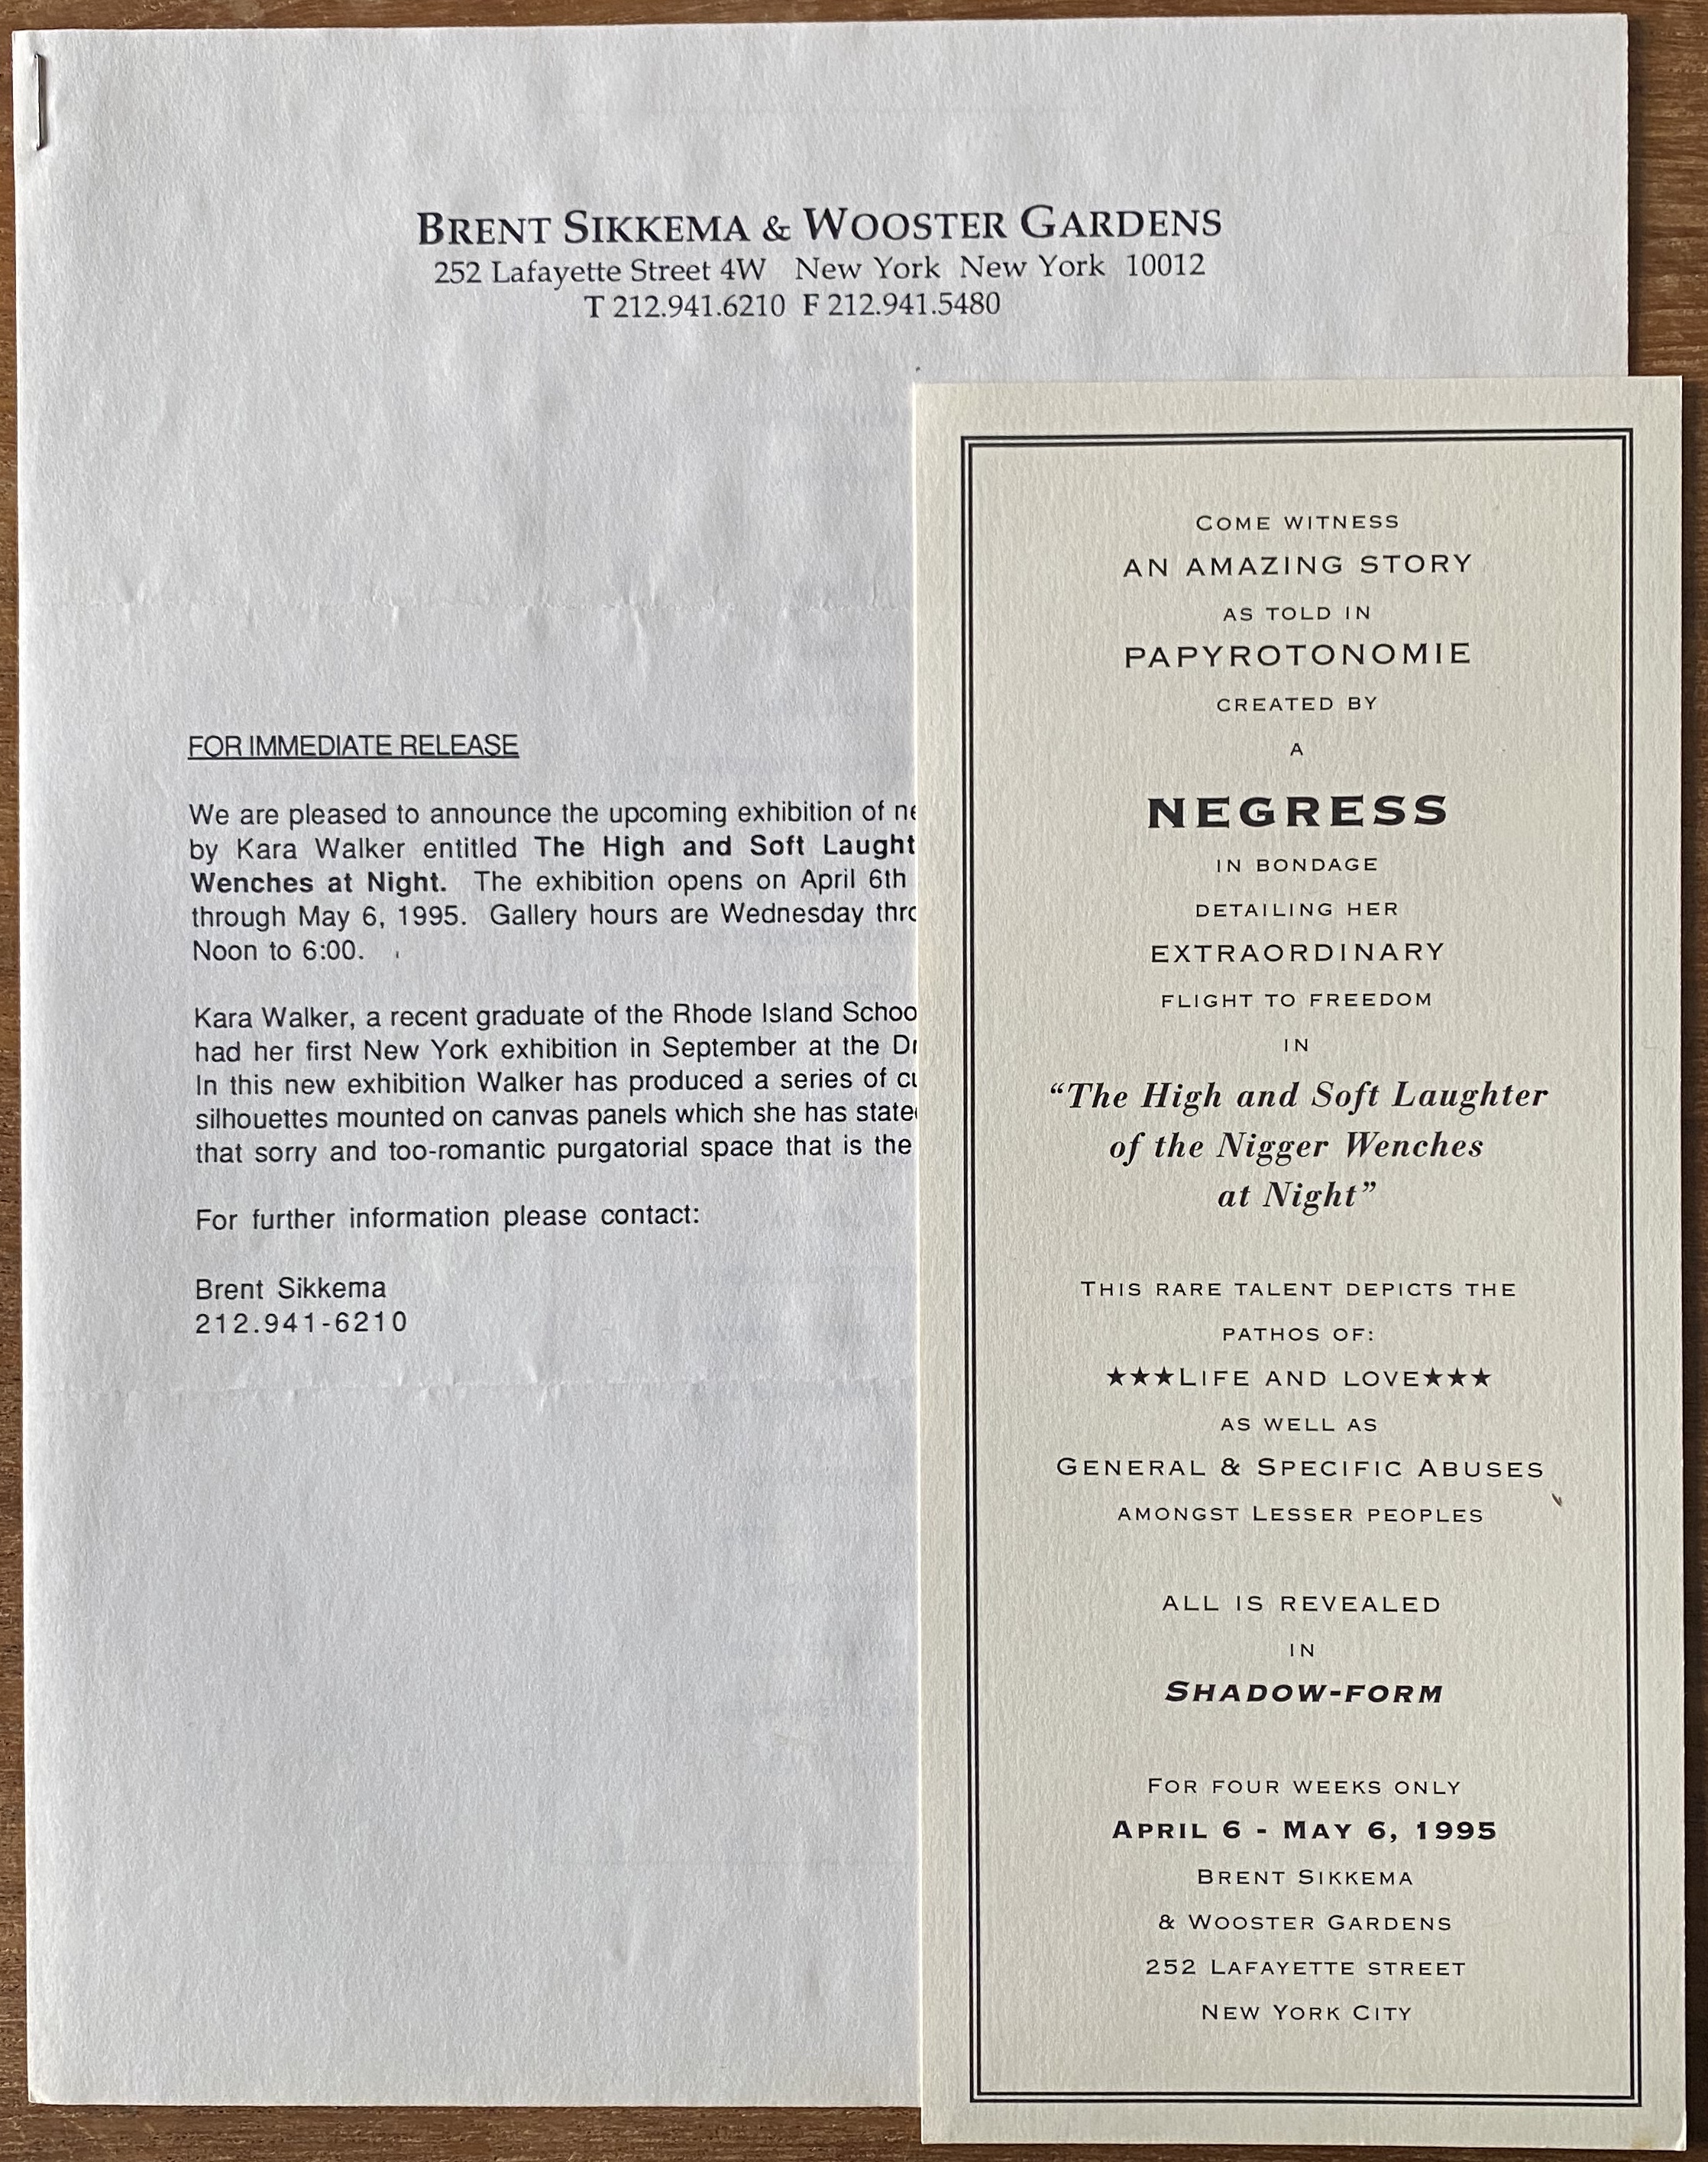 BRENT SIKKEMA & WOOSTER GARDENS
252 Lafayette Street 4W New York New York 10012
T 212.941.6210 F 212.941.5480
FOR IMMEDIATE RELEASE
We are pleased to announce the upcoming exhibition of
by Kara Walker entitled The High and Soft
Wenches at Night. The exhibition opens on April 6th
through May 6, 1995. Gallery hours are Wednesday
Noon to 6:00.
Kara Walker, a recent graduate of the Rhode Island
had her first New York exhibition in September at the
In this new exhibition Walker has produced a series of
silhouettes mounted on canvas panels which she has
that sorry and too-romantic purgatorial space that is the
For further information please contact:
Brent Sikkema
212.941-6210
COME WITNESS
AN AMAZING STORY
AS TOLD IN
PAPYROTONOMIE
CREATED BY
A
NEGRESS
IN BONDAGE
DETAILING HER
EXTRAORDINARY
FLIGHT TO FREEDOM
IN
“The High and Soft Laughter
of the Nigger Wenches
at Night”
THIS RARE TALENT DEPICTS THE
PATHOS OF:
★★★LIFE AND LOVE★★★
AS WELL AS
GENERAL & SPECIFIC ABUSES
AMONGST LESSER PEOPLES
ALL IS REVEALED
IN
SHADOW-FORM
FOR FOUR WEEKS ONLY
APRIL 6 - MAY 6, 1995
BRENT SIKKEMA
& WOOSTER GARDENS
252 LAFAYETTE STREET
NEW YORK CITY